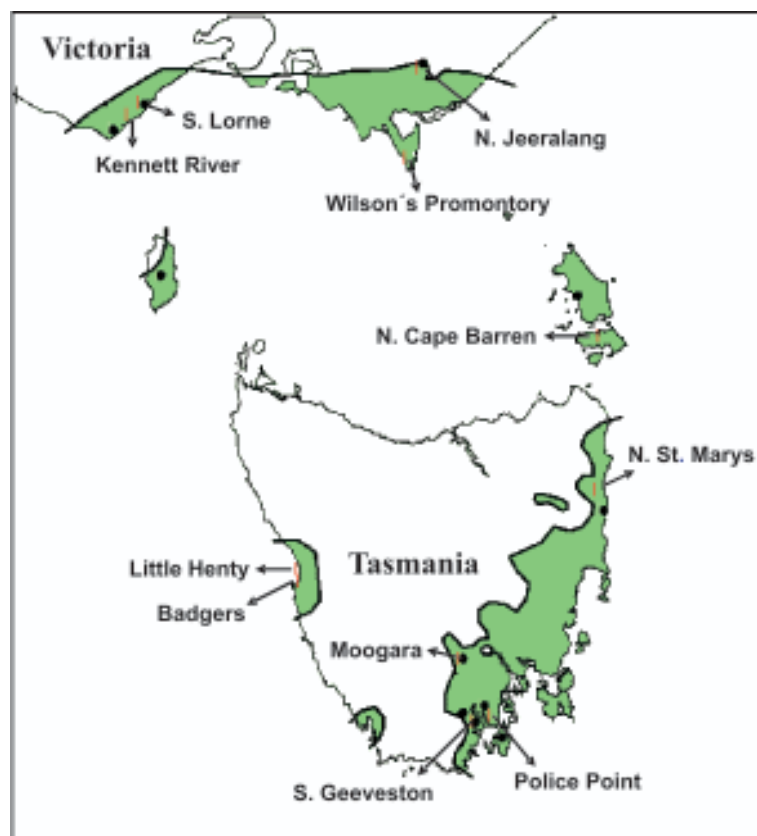 Victoria
S. Lorne
N. Jeeralang
Kennett River
Wilson´s Promontory
N. Cape Barren
N. St. Marys
Little Henty
Tasmania
Badgers
Moogara
Police Point
S. Geeveston